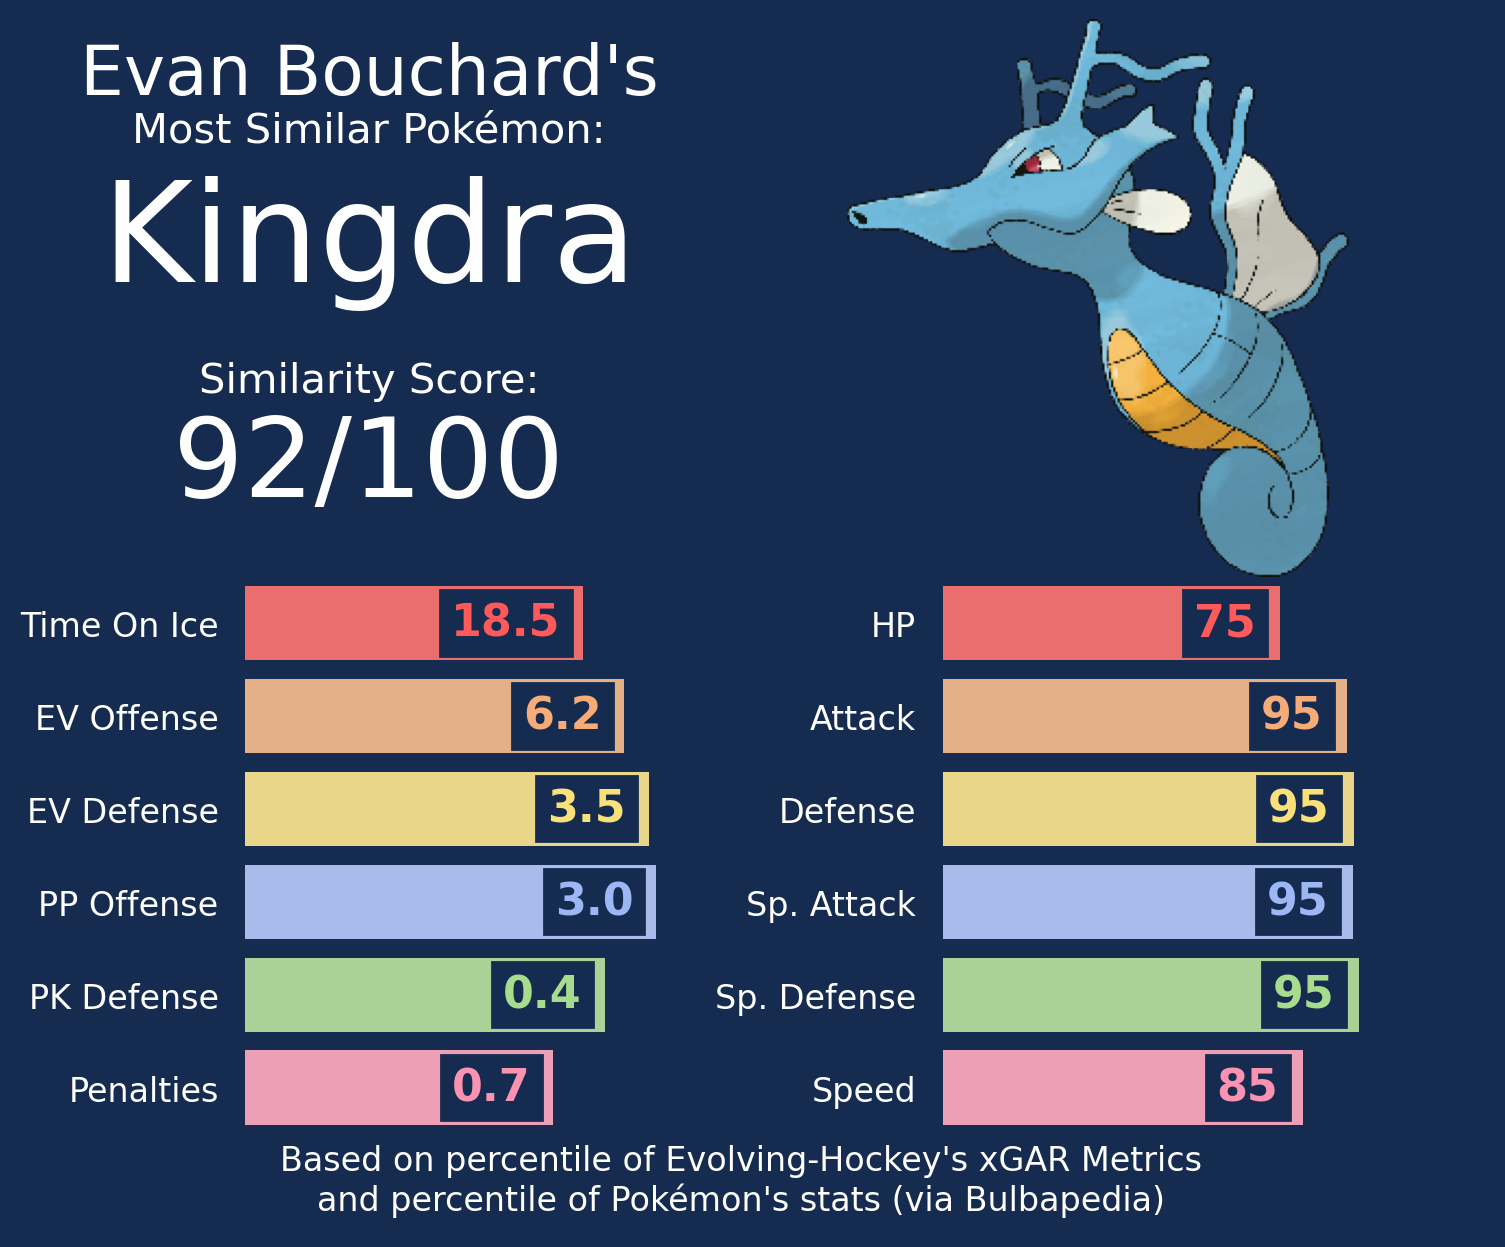 Evan Bouchard's
Most Similar Pokémon:
Kingdra
Similarity Score:
92/100
Time On Ice 18.5
EV Offense 6.2
EV Defense 3.5
PP Offense 3.0
PK Defense 0.4
Penalties 0.7
HP 75
Attack 95
Defense 95
Sp. Attack 95
Sp. Defense 95
Speed 85
Based on percentile of Evolving-Hockey's xGAR Metrics
and percentile of Pokémon's stats (via Bulbapedia)